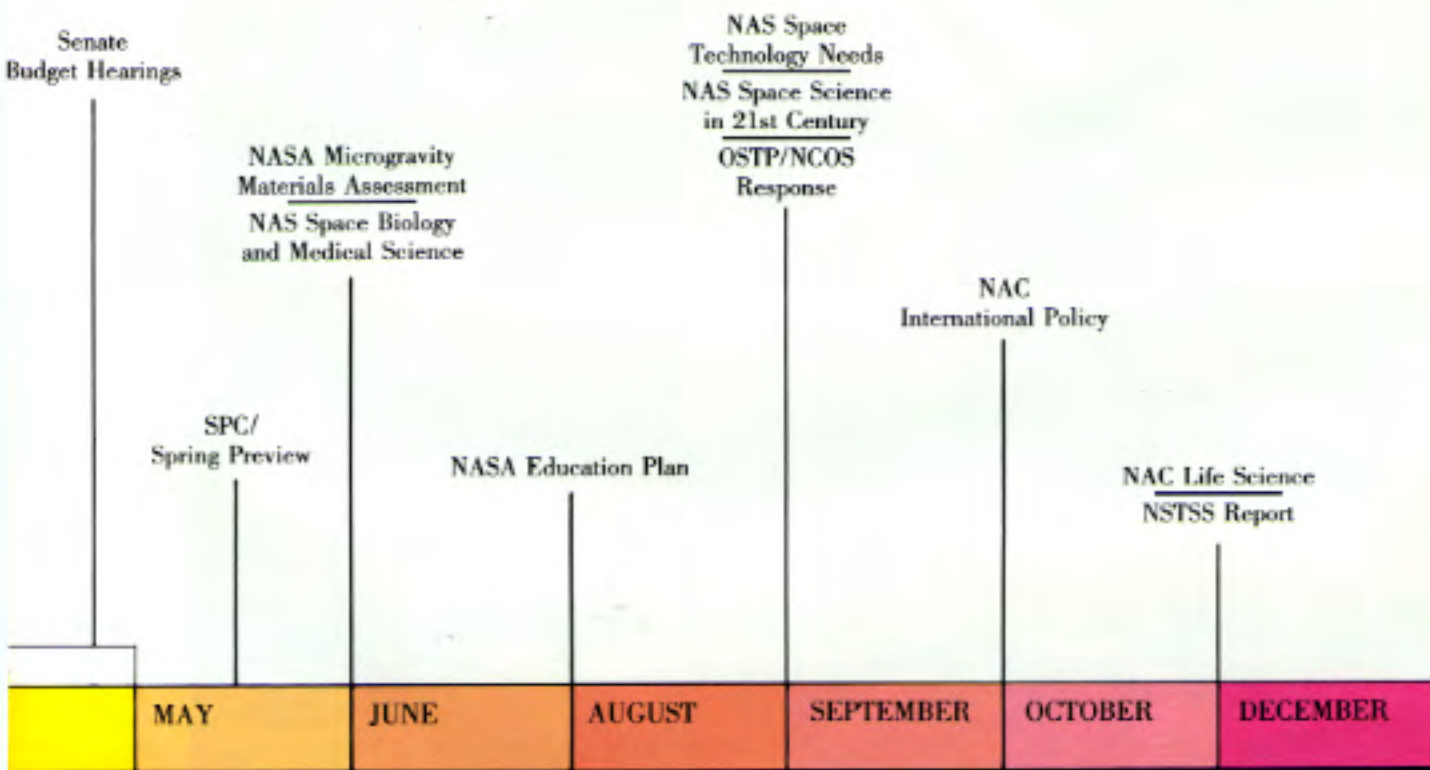 Senate
Budget Hearings
NASA Microgravity
Materials Assessment
NAS Space Biology
and Medical Science
NAS Space
Technology Needs
NAS Space Science
in 21st Century
OSTP/NCOS
Response
NAC
International Policy
SPC/
Spring Preview
NASA Education Plan
NAC Life Science
NSTSS Report
MAY
JUNE
AUGUST
SEPTEMBER
OCTOBER
DECEMBER